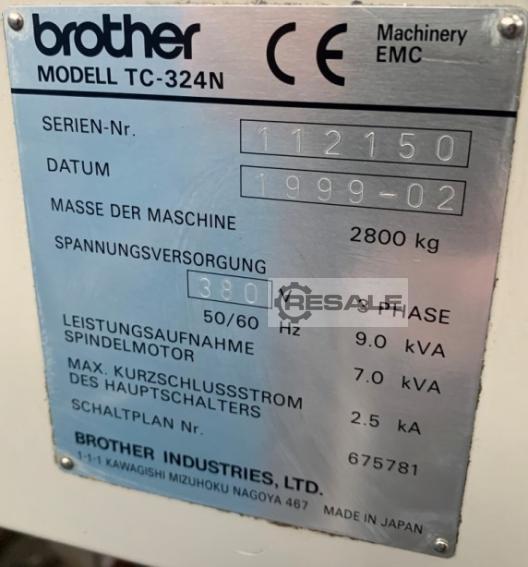 brother CE Machinery EMC
MODELL TC-324N
SERIEN-Nr. 112150
DATUM 1999-02
MASSE DER MASCHINE 2800 kg
SPANNUNGSVERSORGUNG
380 V 3 PHASE
50/60 Hz 9.0 kVA
LEISTUNGSAUFNAHME
SPINDELMOTOR 7.0 kVA
MAX. KURZSCHLUSSSTROM
DES HAUPTSCHALTERS 2.5 kA
SCHALTPLAN Nr. 675781
BROTHER INDUSTRIES, LTD.
1-1-1 KAWAGISHI MIZUHOKU NAGOYA 467 MADE IN JAPAN
RESALE